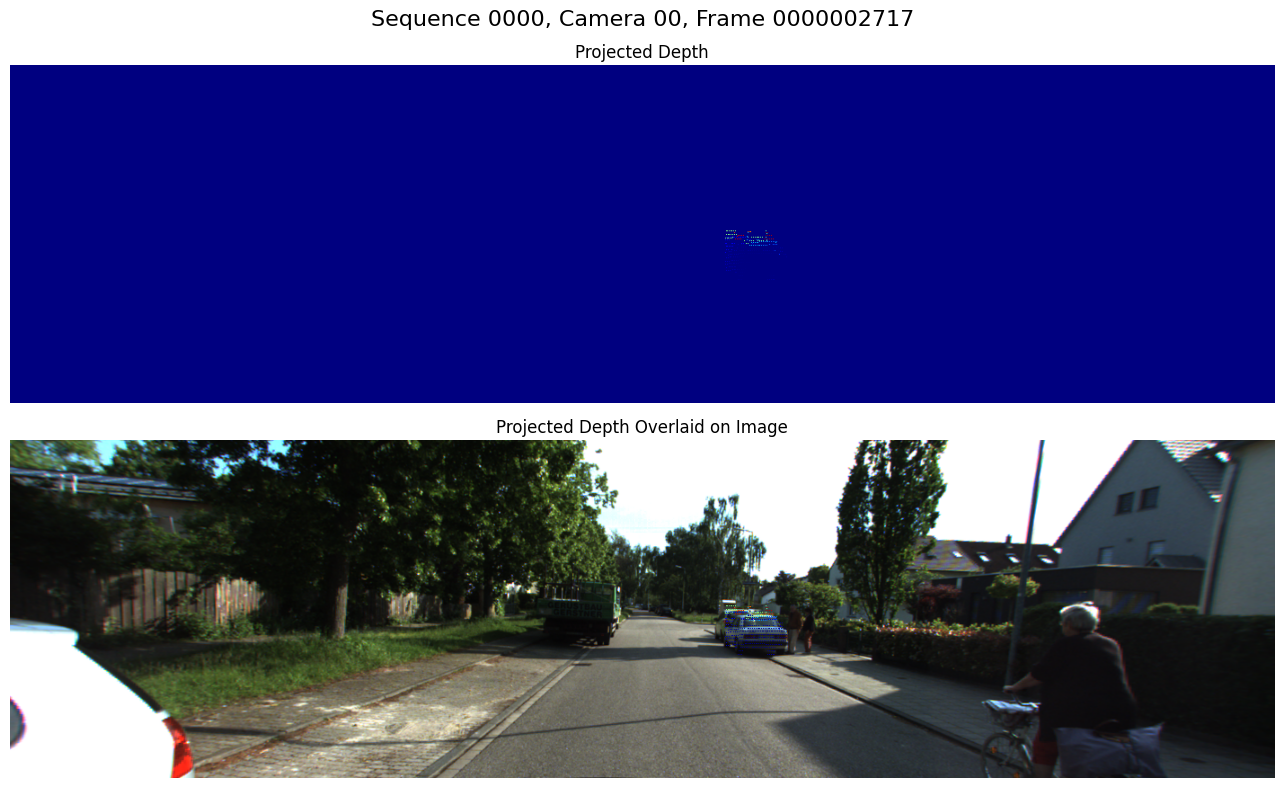 Sequence 0000, Camera 00, Frame 0000002717
Projected Depth
Projected Depth Overlaid on Image